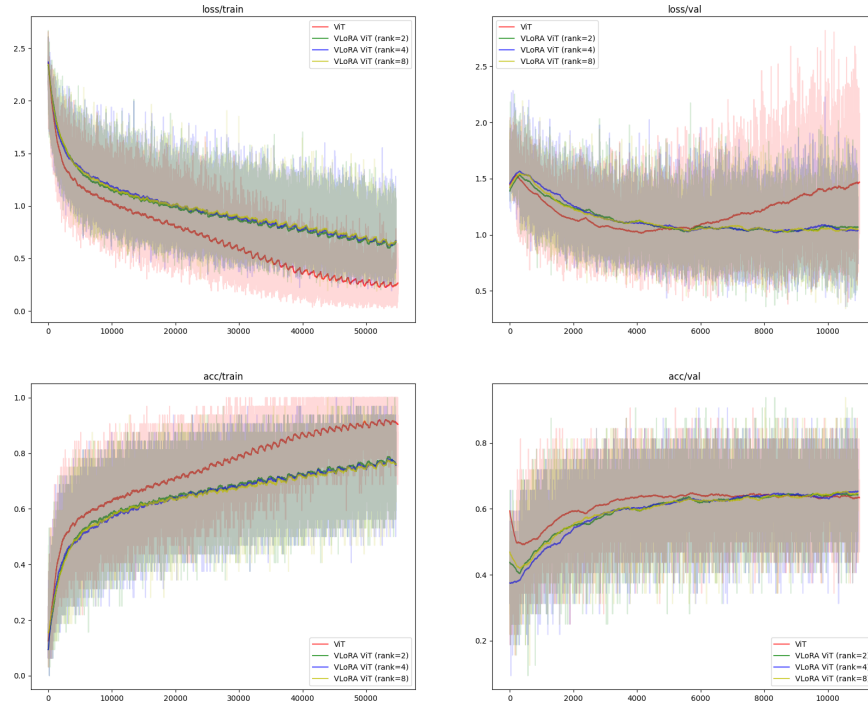 loss/train
ViT
VLoRA ViT (rank=2)
VLoRA ViT (rank=4)
VLoRA ViT (rank=8)
2.5
2.0
1.5
1.0
0.5
0.0
0
10000
20000
30000
40000
50000
loss/val
ViT
VLoRA ViT (rank=2)
VLoRA ViT (rank=4)
VLoRA ViT (rank=8)
2.5
2.0
1.5
1.0
0.5
0
2000
4000
6000
8000
10000
acc/train
1.0
0.8
0.6
0.4
0.2
0.0
ViT
VLoRA ViT (rank=2)
VLoRA ViT (rank=4)
VLoRA ViT (rank=8)
0
10000
20000
30000
40000
50000
acc/val
0.8
0.6
0.4
0.2
ViT
VLoRA ViT (rank=2)
VLoRA ViT (rank=4)
VLoRA ViT (rank=8)
0
2000
4000
6000
8000
10000